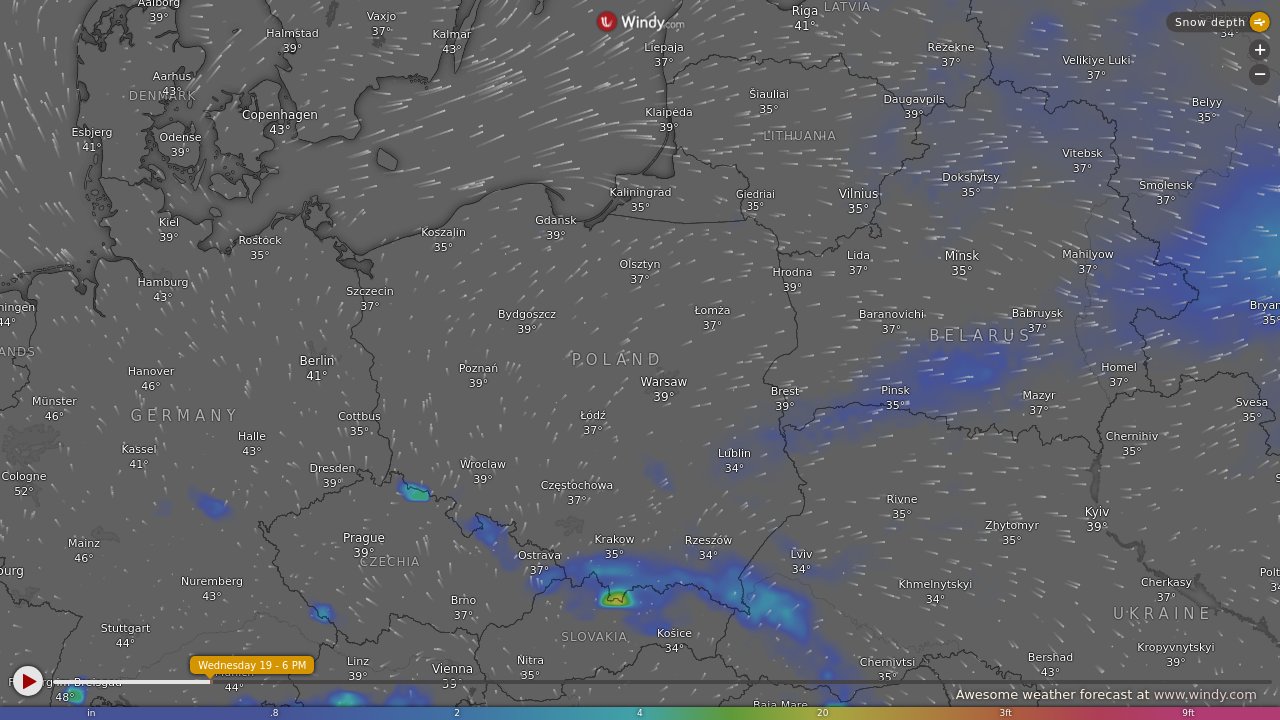 Aalborg
39°
Vaxjo
37°
Halmstad
39°
Kalmar
43°
Windy.com
Riga
41°
LATVIA
Snow depth
34°
+
−
Liepaja
37°
Rēzekne
37°
Velikiye Luki
37°
Aarhus
43°
DENMARK
Šiauliai
35°
Daugavpils
39°
Belyy
35°
Copenhagen
43°
Klaipėda
39°
Esbjerg
41°
Odense
39°
LITHUANIA
Vitebsk
37°
Dokshytsy
35°
Smolensk
37°
Kaliningrad
35°
Giedriai
35°
Vilnius
35°
Kiel
39°
Gdansk
39°
Koszalin
35°
Rostock
35°
Lida
37°
Minsk
35°
Mahilyow
37°
Olsztyn
37°
Hrodna
39°
Hamburg
43°
Szczecin
37°
ningen
44°
Bydgoszcz
39°
Łomża
37°
Baranovichi
37°
Babruysk
37°
Bryan
35°
BELARUS
ANDS
Berlin
41°
POLAND
Hanover
46°
Poznań
39°
Warsaw
39°
Homel
37°
Brest
39°
Pinsk
35°
Mazyr
37°
Münster
46°
GERMANY
Cottbus
35°
Łódź
37°
Svesa
35°
Halle
43°
Chernihiv
35°
Kassel
41°
Lublin
34°
Cologne
52°
Dresden
39°
Wroclaw
39°
Częstochowa
37°
S
Rivne
35°
Kyiv
39°
Zhytomyr
35°
Prague
39°
Mainz
46°
Krakow
35°
Rzeszów
34°
Ostrava
37°
Lviv
34°
CZECHIA
burg
Nuremberg
43°
Khmelnytskyi
34°
Cherkasy
37°
Polt
34
Brno
37°
UKRAINE
Stuttgart
44°
SLOVAKIA
Košice
34°
Kropyvnytskyi
39°
Wednesday 19 - 6 PM
Linz
39°
Vienna
39°
Nitra
35°
Chernivtsi
35°
Bershad
43°
48°
44°
Awesome weather forecast at www.windy.com
Baia Mare
in
.8
2
4
20
3ft
9ft